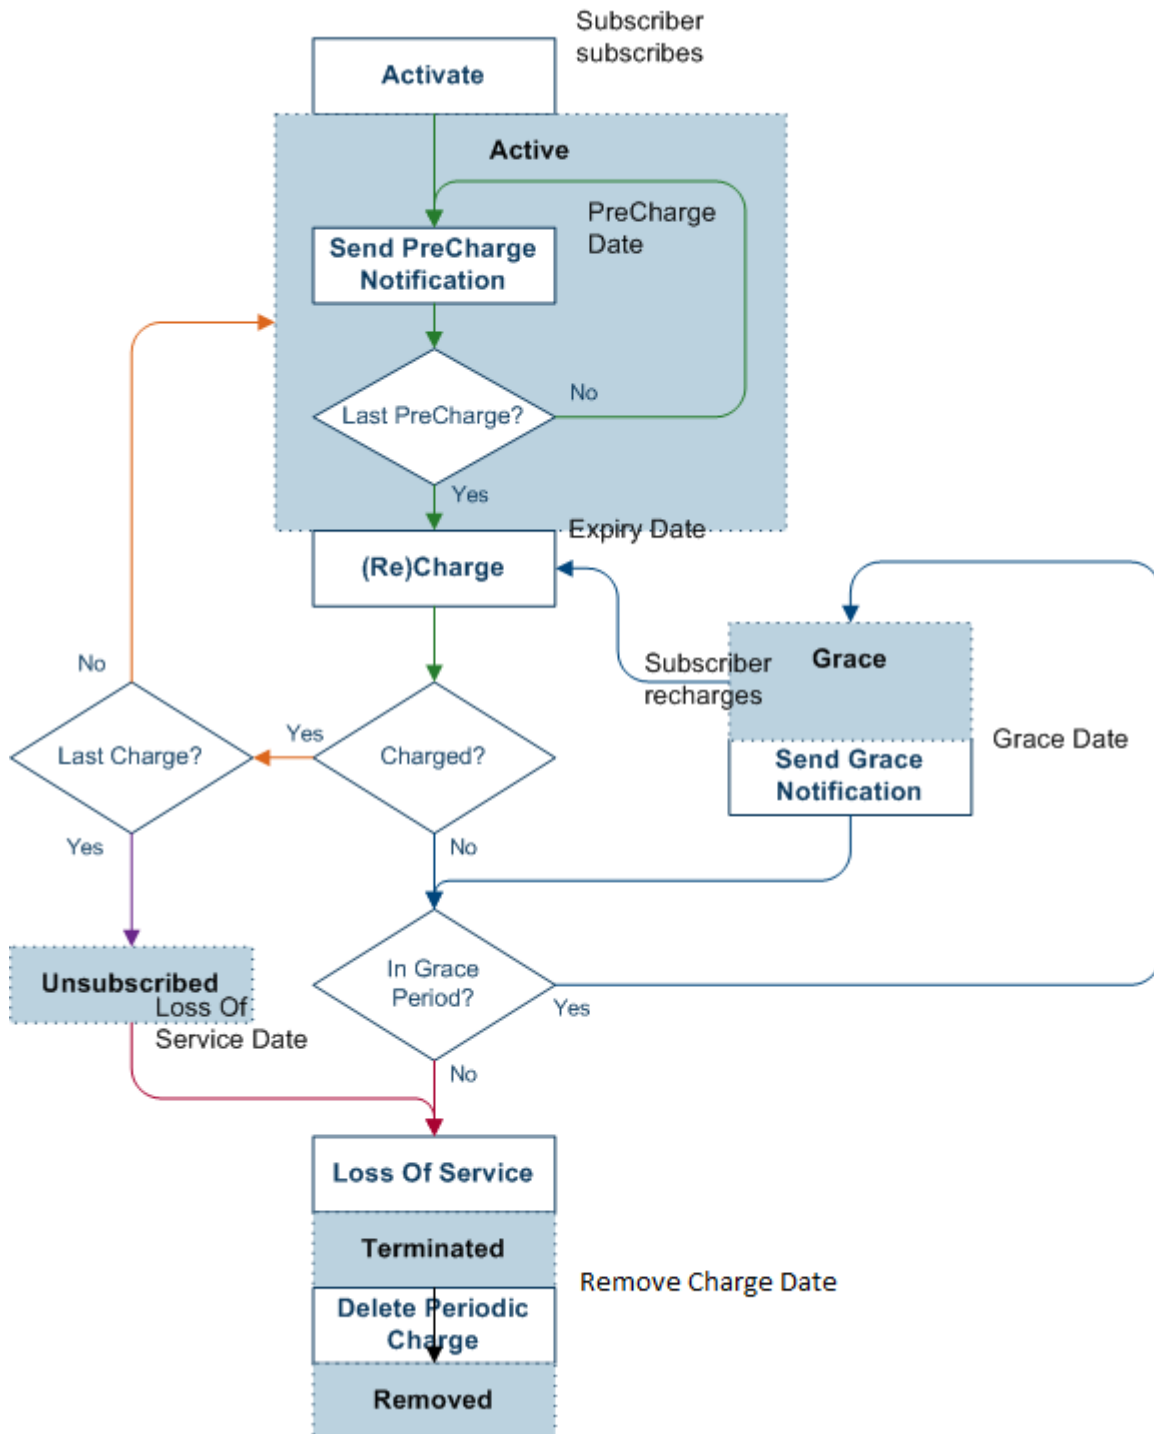 Subscriber
subscribes
Activate
Active
PreCharge
Date
Send PreCharge
Notification
Last PreCharge?
No
Yes
Expiry Date
(Re)Charge
Subscriber
recharges
Grace
Grace Date
Send Grace
Notification
No
Last Charge?
Yes
Charged?
Yes
No
Unsubscribed
Loss Of
Service Date
In Grace
Period?
Yes
No
Loss Of Service
Terminated
Remove Charge Date
Delete Periodic
Charge
Removed